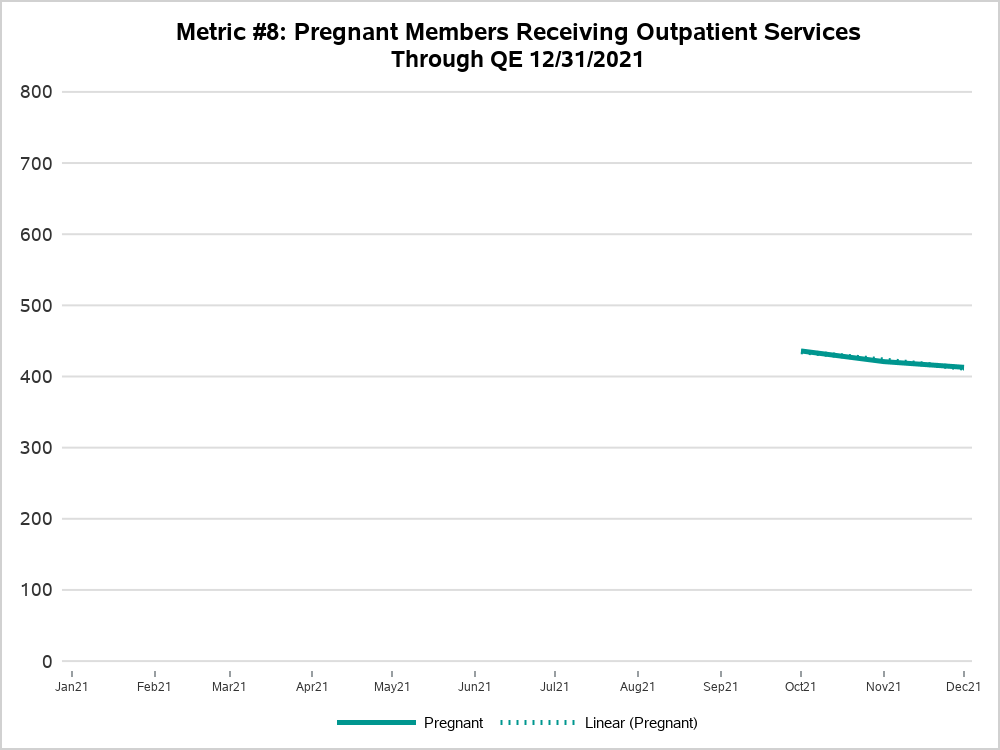 Metric #8: Pregnant Members Receiving Outpatient Services
Through QE 12/31/2021
800
700
600
500
400
300
200
100
0
Jan21 Feb21 Mar21 Apr21 May21 Jun21 Jul21 Aug21 Sep21 Oct21 Nov21 Dec21
Pregnant Linear (Pregnant)